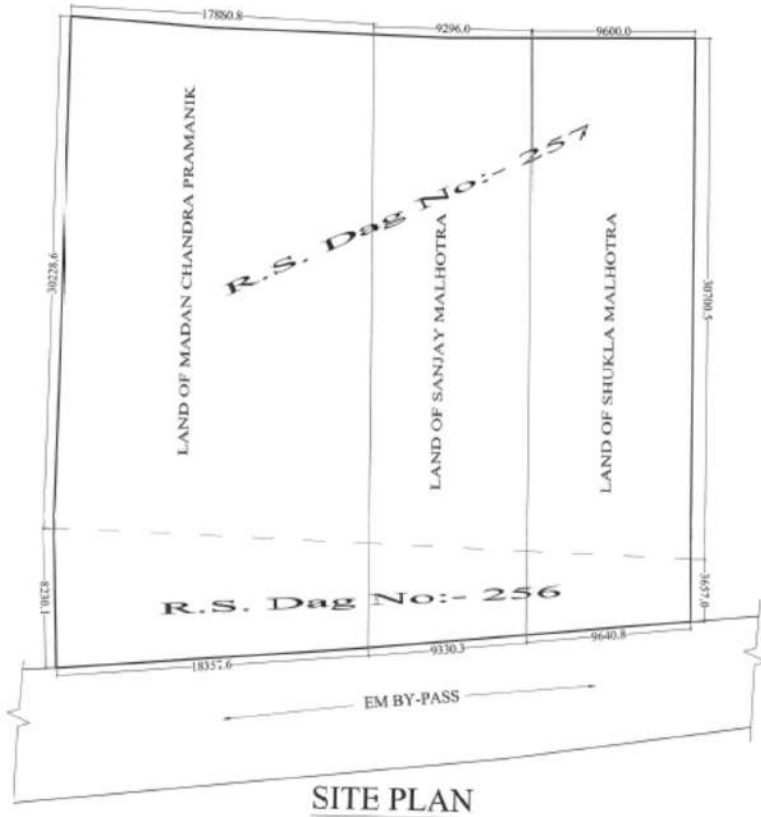 17860.8
9296.0
9600.0
LAND OF MADAN CHANDRA PRAMANIK
R.S. Dag No:- 257
LAND OF SANJAY MALHOTRA
LAND OF SHUKLA MALHOTRA
30228.6
30700.5
8230.1
3657.0
R.S. Dag No:- 256
18357.6
9330.3
9640.8
EM BY-PASS
SITE PLAN